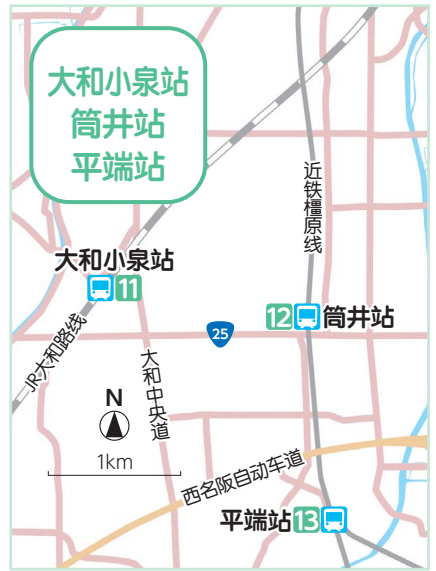 大和小泉站
筒井站
平端站
近铁橿原线
大和小泉站
11
12
筒井站
25
JR大和路线
大和中央道
N
1km
西名阪自动车道
平端站
13